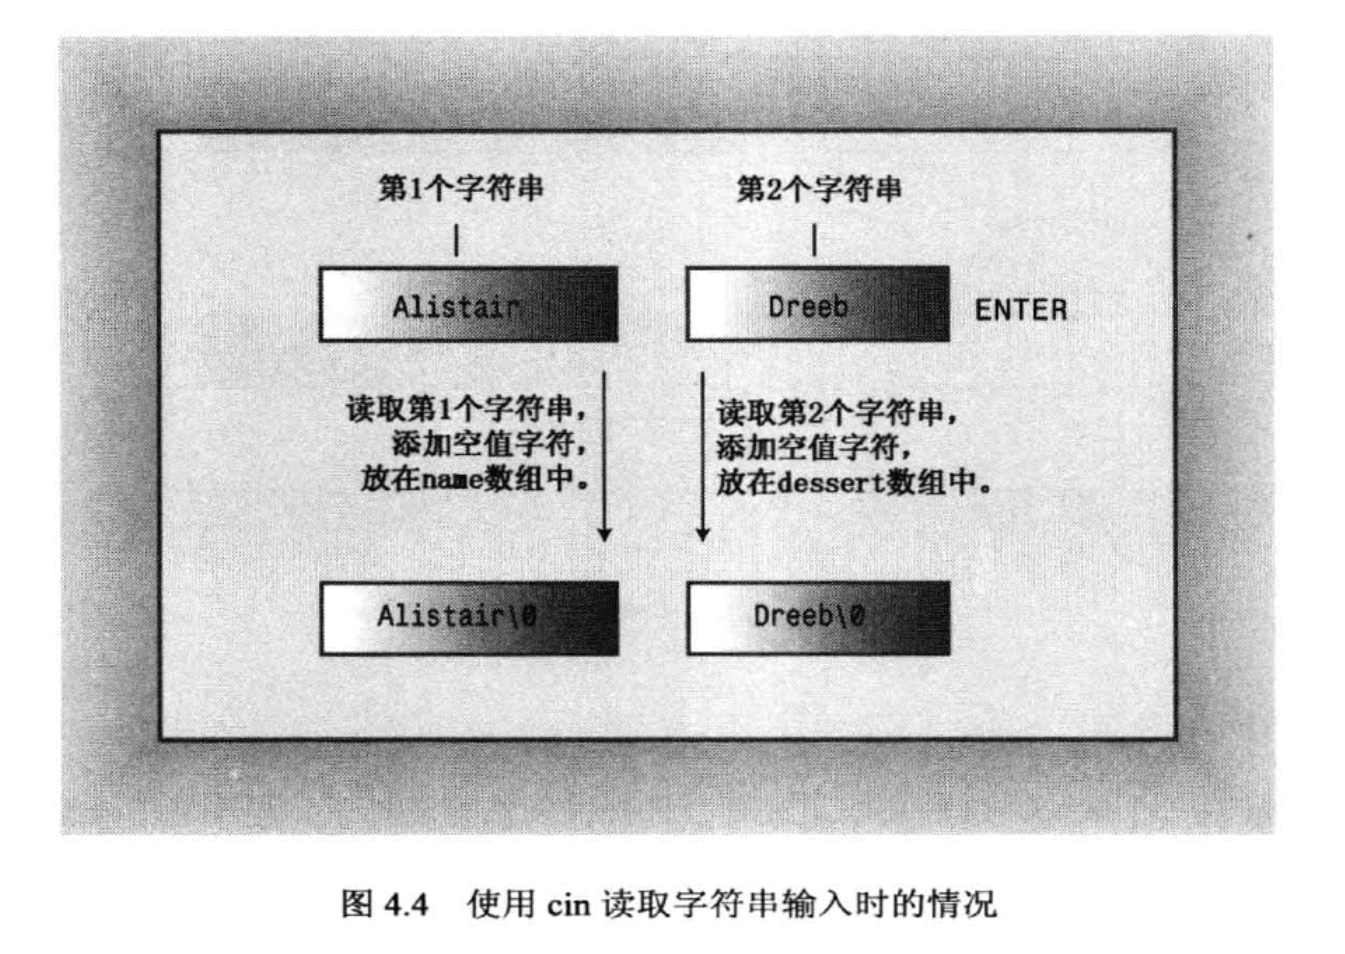 第1个字符串
第2个字符串
Alistair
Dreeb
ENTER
读取第1个字符串，
添加空值字符，
放在name数组中。
读取第2个字符串，
添加空值字符，
放在dessert数组中。
Alistair\0
Dreeb\0
图 4.4 使用 cin 读取字符串输入时的情况